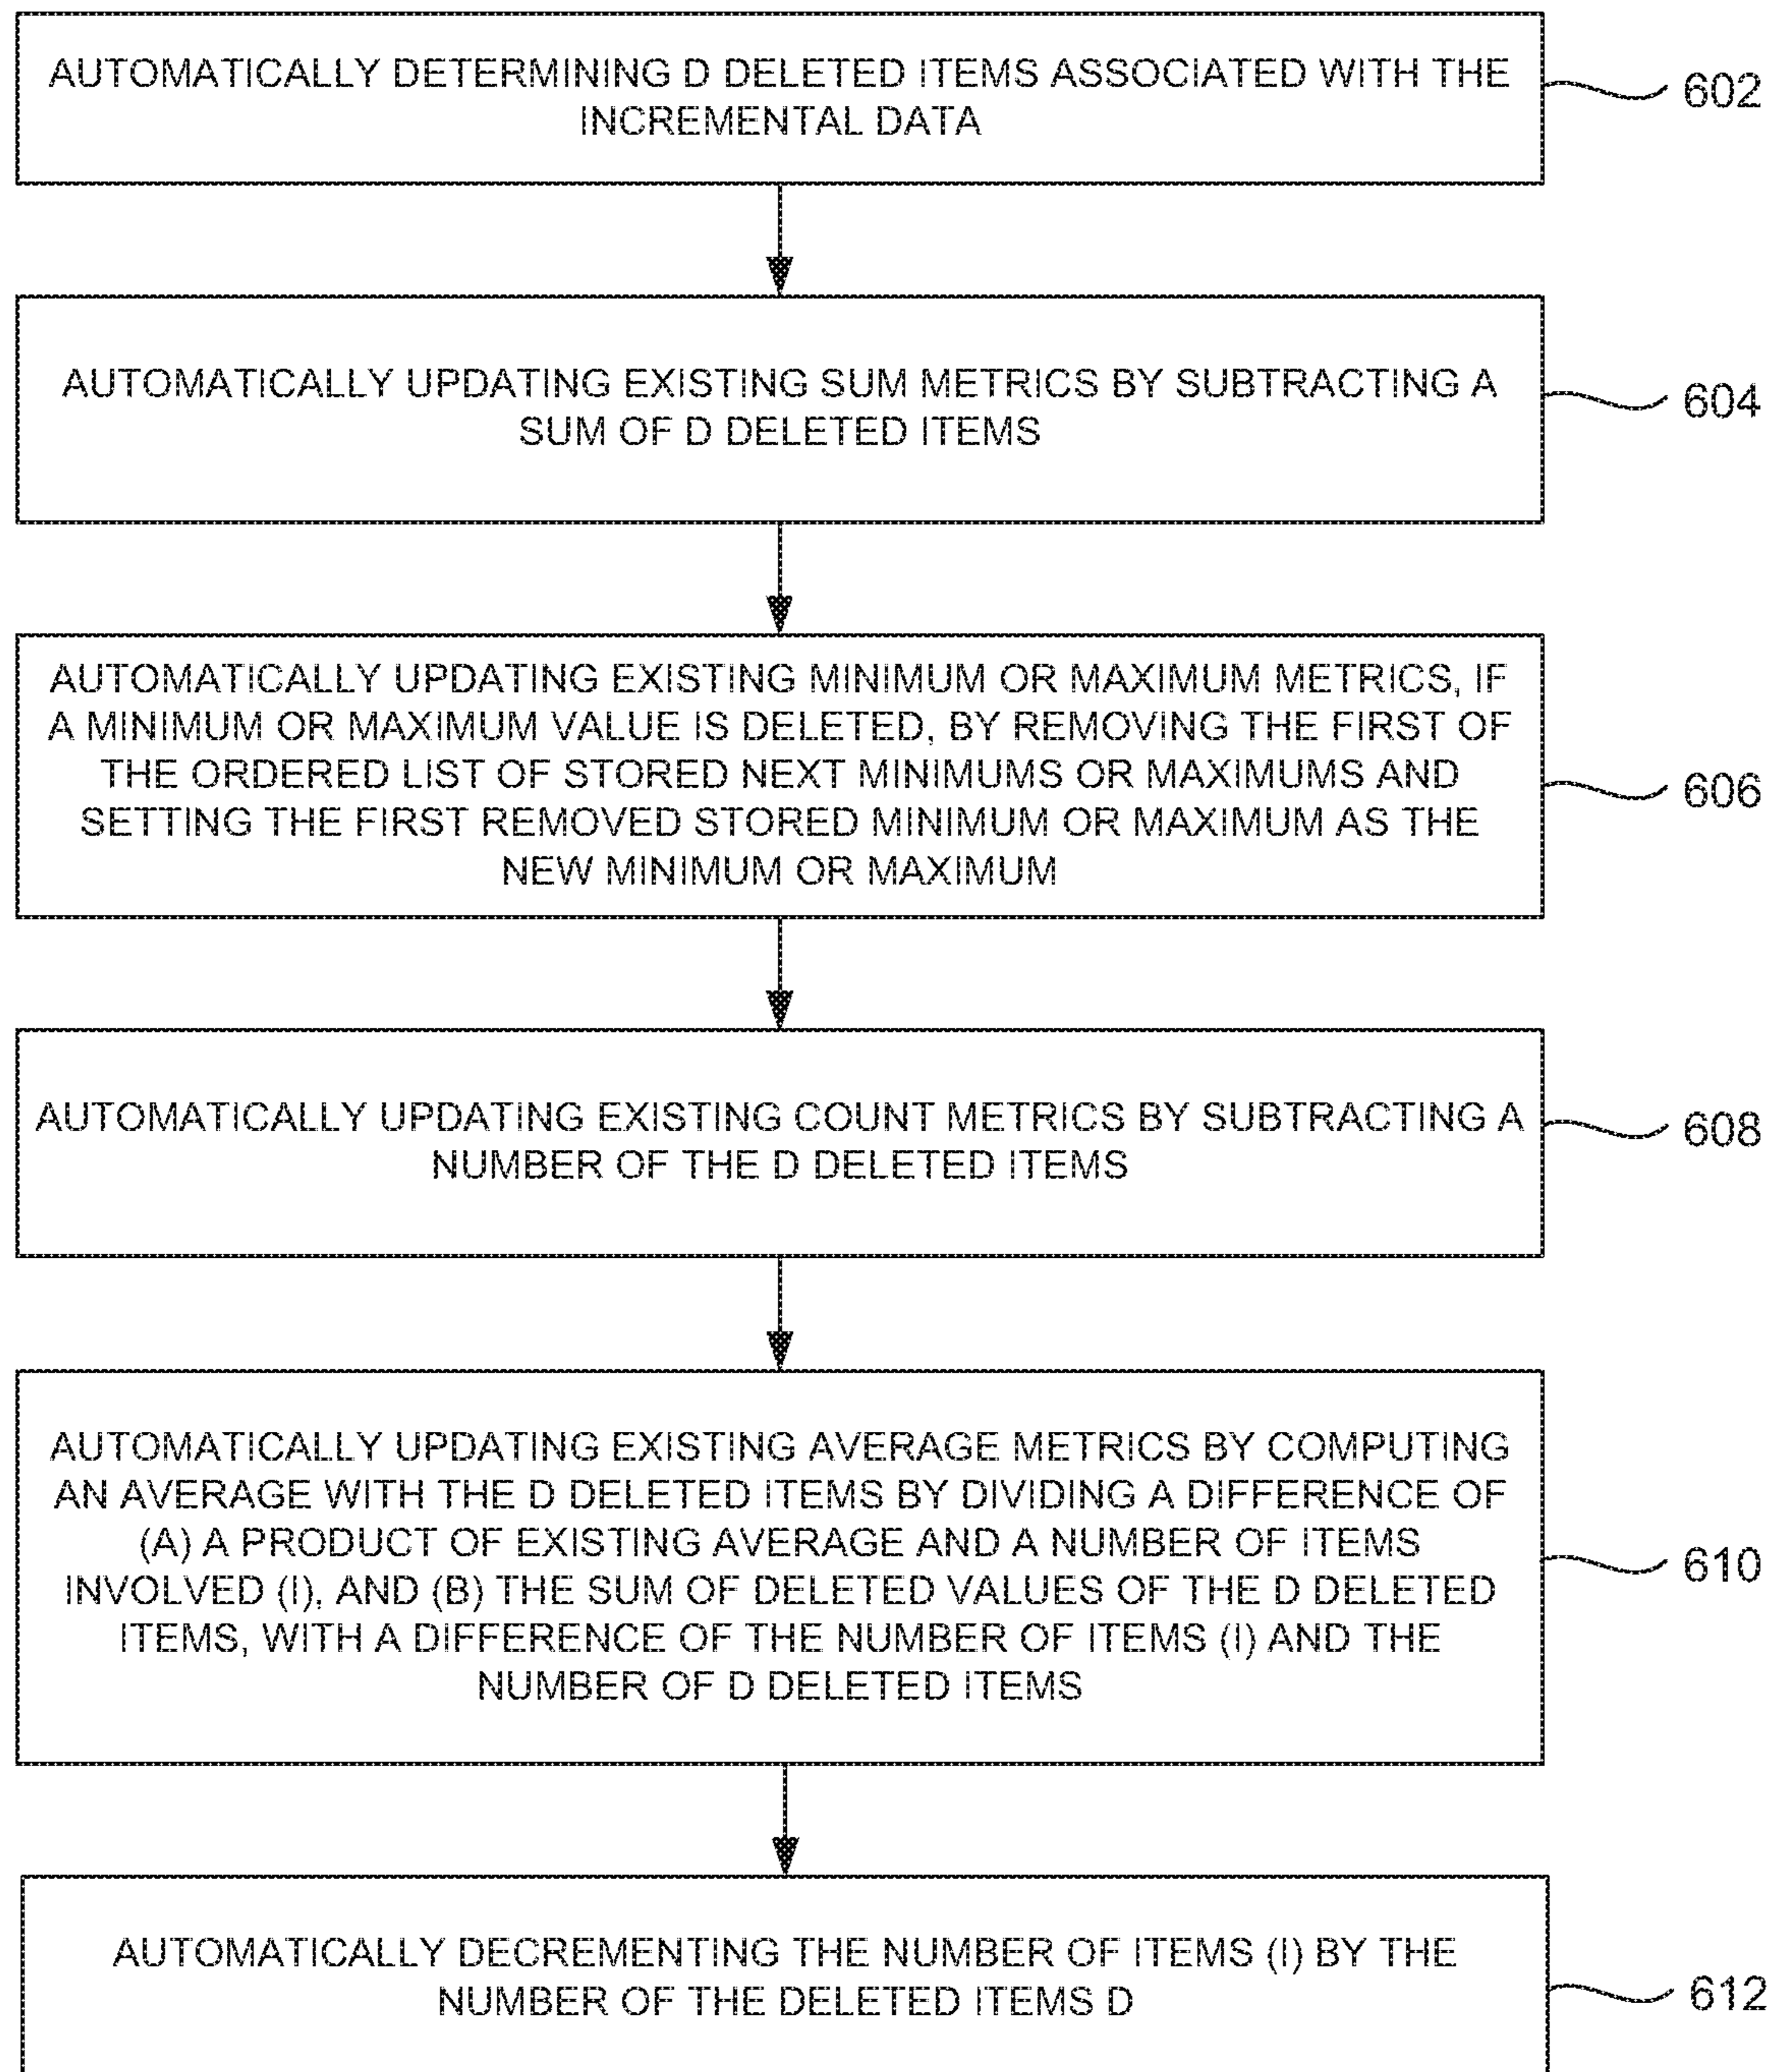 AUTOMATICALLY DETERMINING D DELETED ITEMS ASSOCIATED WITH THE
INCREMENTAL DATA
602
AUTOMATICALLY UPDATING EXISTING SUM METRICS BY SUBTRACTING A
SUM OF D DELETED ITEMS
604
AUTOMATICALLY UPDATING EXISTING MINIMUM OR MAXIMUM METRICS, IF
A MINIMUM OR MAXIMUM VALUE IS DELETED, BY REMOVING THE FIRST OF
THE ORDERED LIST OF STORED NEXT MINIMUMS OR MAXIMUMS AND
SETTING THE FIRST REMOVED STORED MINIMUM OR MAXIMUM AS THE
NEW MINIMUM OR MAXIMUM
606
AUTOMATICALLY UPDATING EXISTING COUNT METRICS BY SUBTRACTING A
NUMBER OF THE D DELETED ITEMS
608
AUTOMATICALLY UPDATING EXISTING AVERAGE METRICS BY COMPUTING
AN AVERAGE WITH THE D DELETED ITEMS BY DIVIDING A DIFFERENCE OF
(A) A PRODUCT OF EXISTING AVERAGE AND A NUMBER OF ITEMS
INVOLVED (I), AND (B) THE SUM OF DELETED VALUES OF THE D DELETED
ITEMS, WITH A DIFFERENCE OF THE NUMBER OF ITEMS (I) AND THE
NUMBER OF D DELETED ITEMS
610
AUTOMATICALLY DECREMENTING THE NUMBER OF ITEMS (I) BY THE
NUMBER OF THE DELETED ITEMS D
612